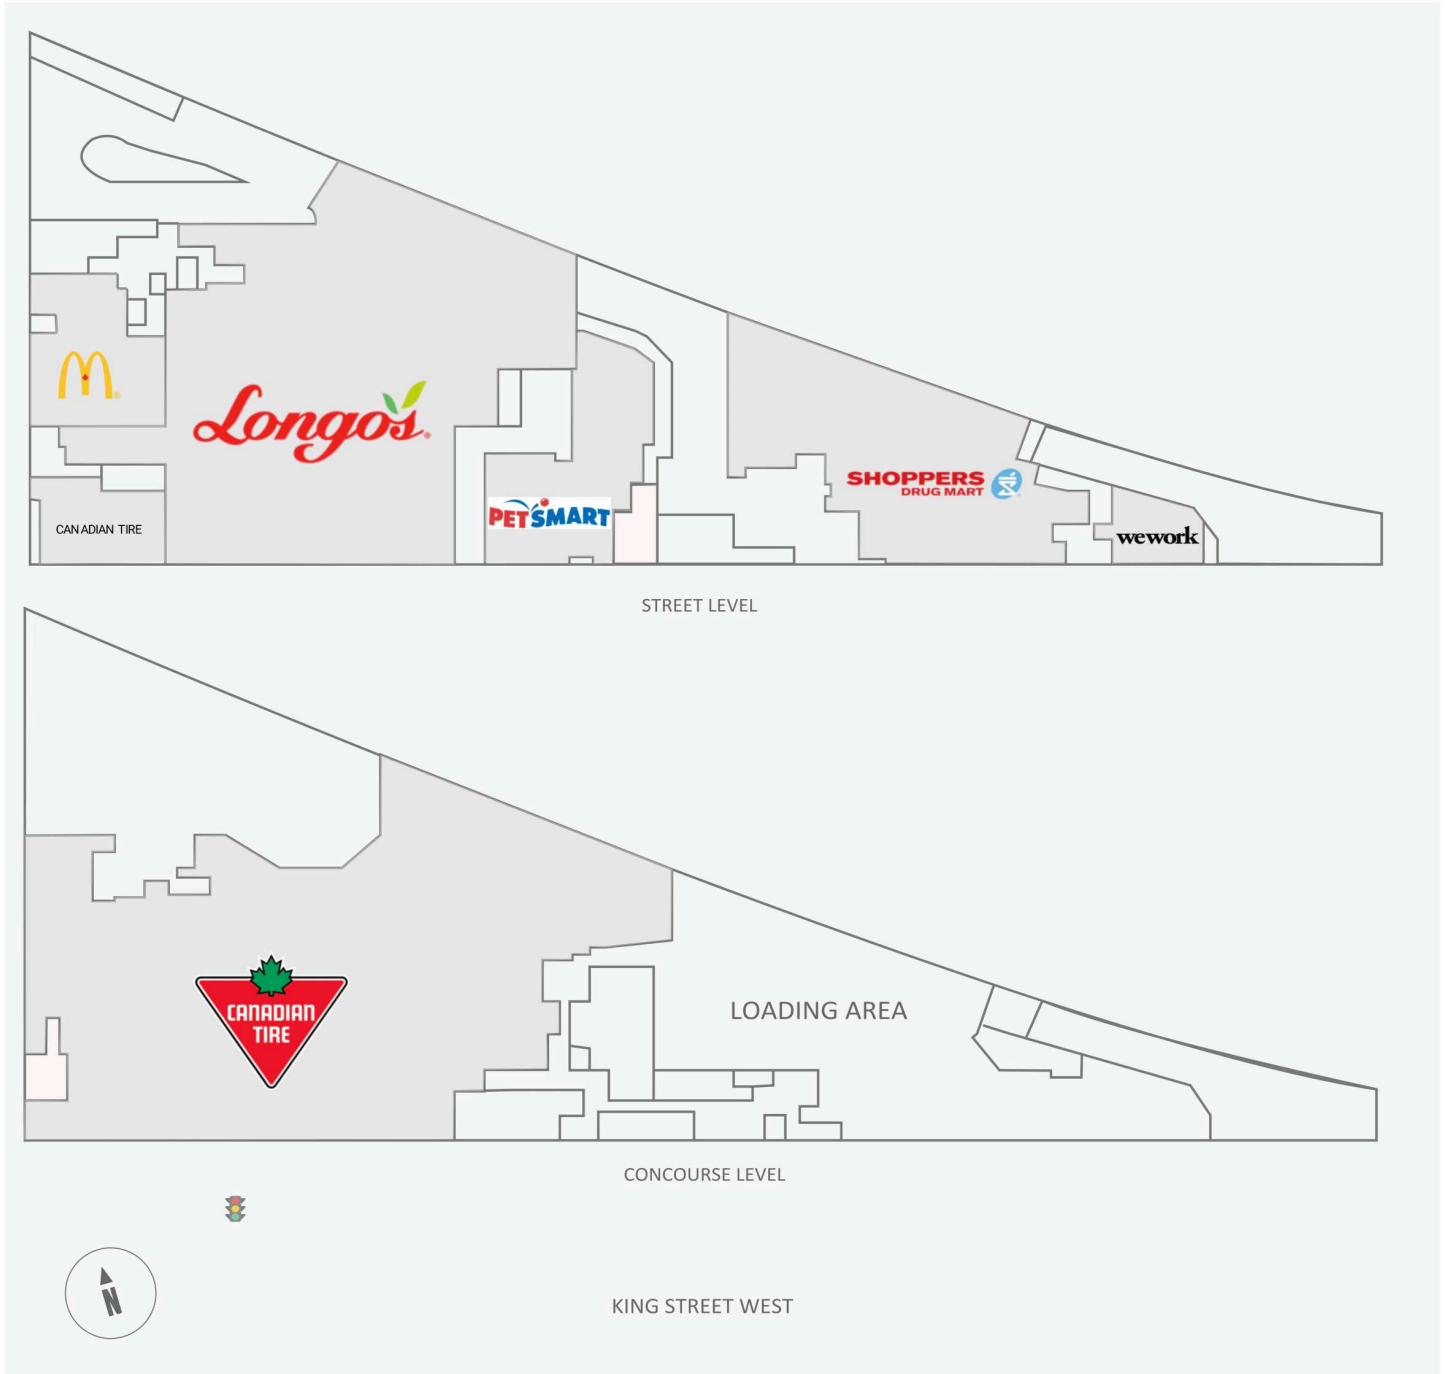 Longo's®
®
CANADIAN TIRE
PETSMART
SHOPPERS
DRUG MART
wework
STREET LEVEL
CANADIAN
TIRE
LOADING AREA
CONCOURSE LEVEL
N
KING STREET WEST